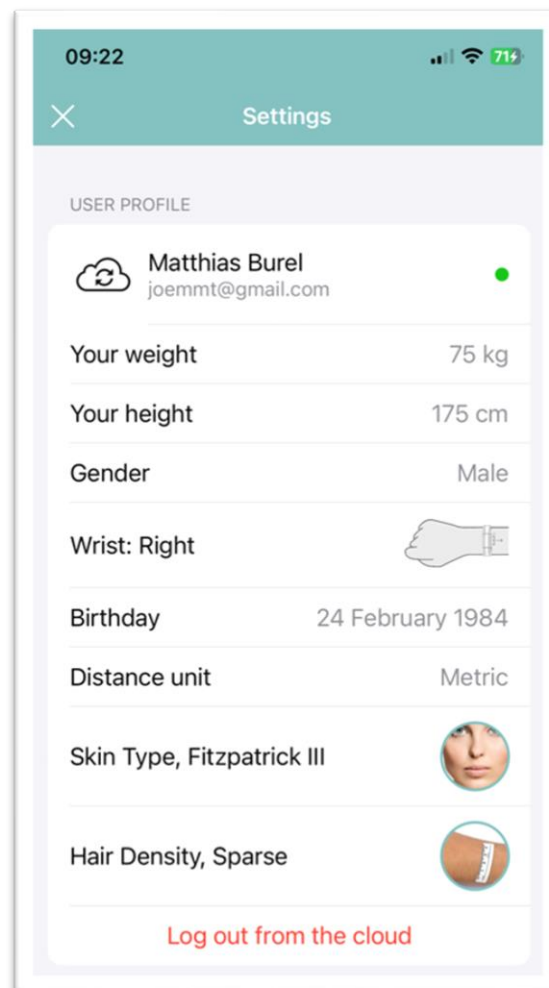 09:22
71
Settings
USER PROFILE
Matthias Burel
joemmt@gmail.com
Your weight 75 kg
Your height 175 cm
Gender Male
Wrist: Right
Birthday 24 February 1984
Distance unit Metric
Skin Type, Fitzpatrick III
Hair Density, Sparse
Log out from the cloud